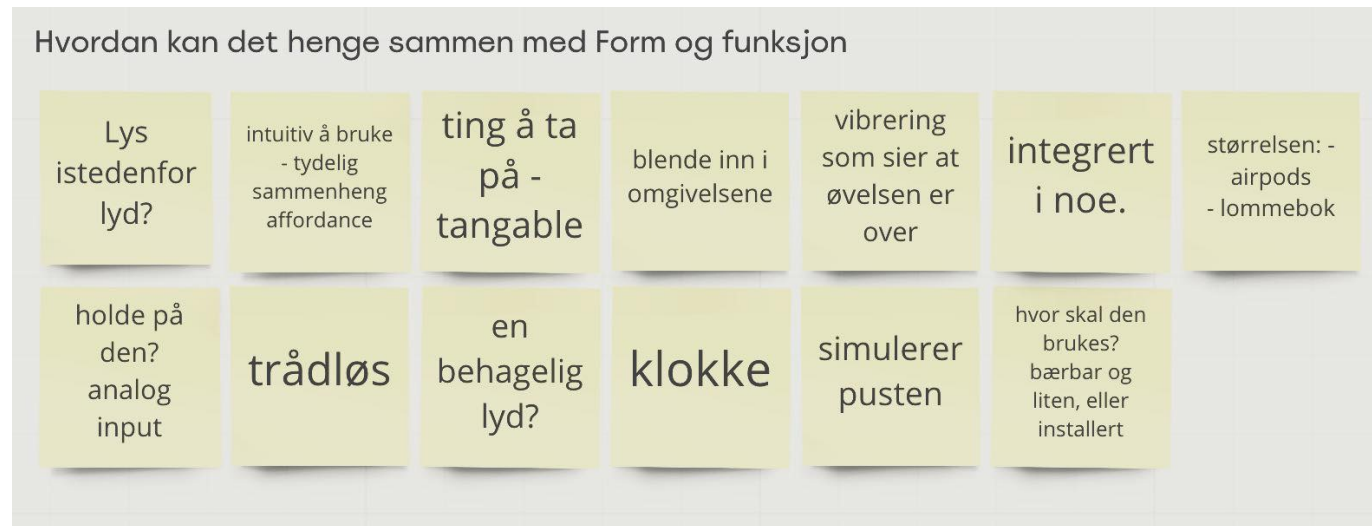 Hvordan kan det henge sammen med Form og funksjon
Lys
istedenfor
lyd?
intuitiv å bruke
- tydelig
sammenheng
affordance
ting å ta
på -
tangable
blende inn i
omgivelsene
vibrering
som sier at
øvelsen er
over
integrert
i noe.
størrelsen: -
airpods
- lommebok
holde på
den?
analog
input
trådløs
en
behagelig
lyd?
klokke
simulerer
pusten
hvor skal den
brukes?
bærbar og
liten, eller
installert